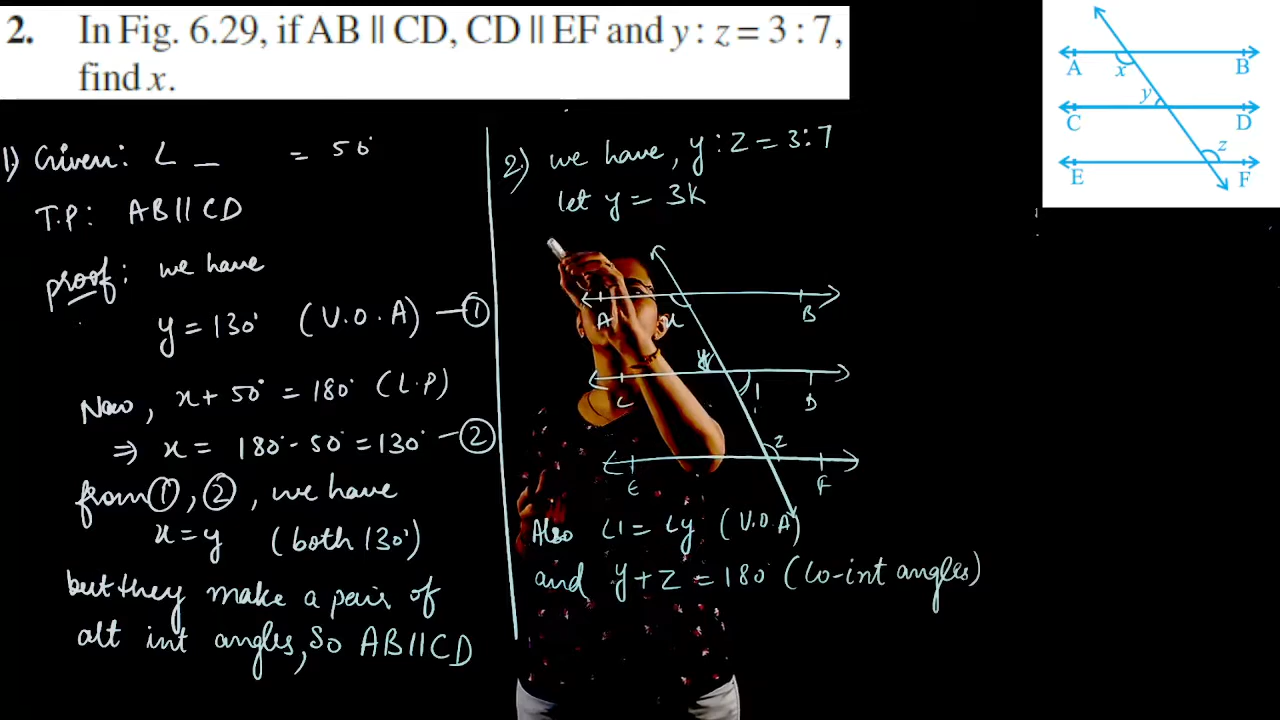 2. In Fig. 6.29, if AB || CD, CD || EF and y : z = 3 : 7,
find x.
A
x
B
y
C
D
z
E
F
1) Given: ∠ _ = 50°
T.P: AB || CD
proof: we have
y = 130° (V.O.A) — ①
Now, x + 50° = 180° (L.P)
⇒ x = 180° - 50° = 130° — ②
from ①, ②, we have
x = y (both 130°)
but they make a pair of
alt int angles, So AB || CD
2) we have, y : z = 3 : 7
let y = 3K
A
x
B
y
C
1
D
z
E
F
Also ∠1 = ∠y (V.O.A)
and y + z = 180° (Co-int angles)